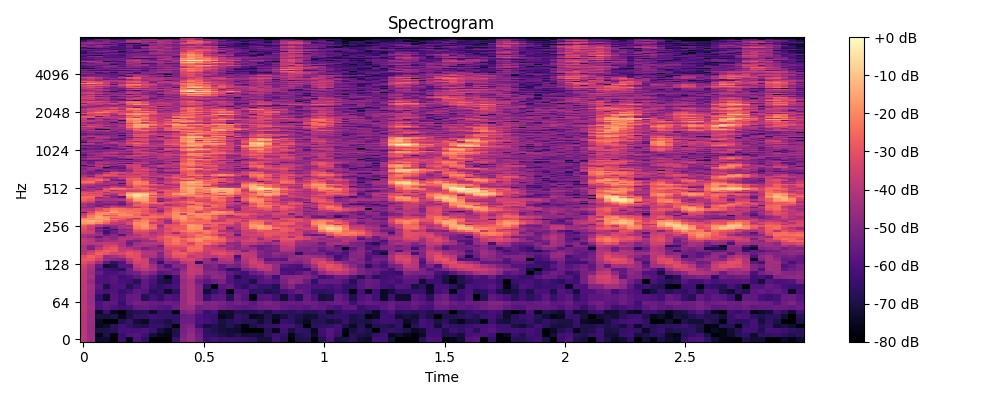 Spectrogram
4096
2048
1024
512
256
128
64
0
Hz
0
0.5
1
1.5
2
2.5
Time
+0 dB
-10 dB
-20 dB
-30 dB
-40 dB
-50 dB
-60 dB
-70 dB
-80 dB